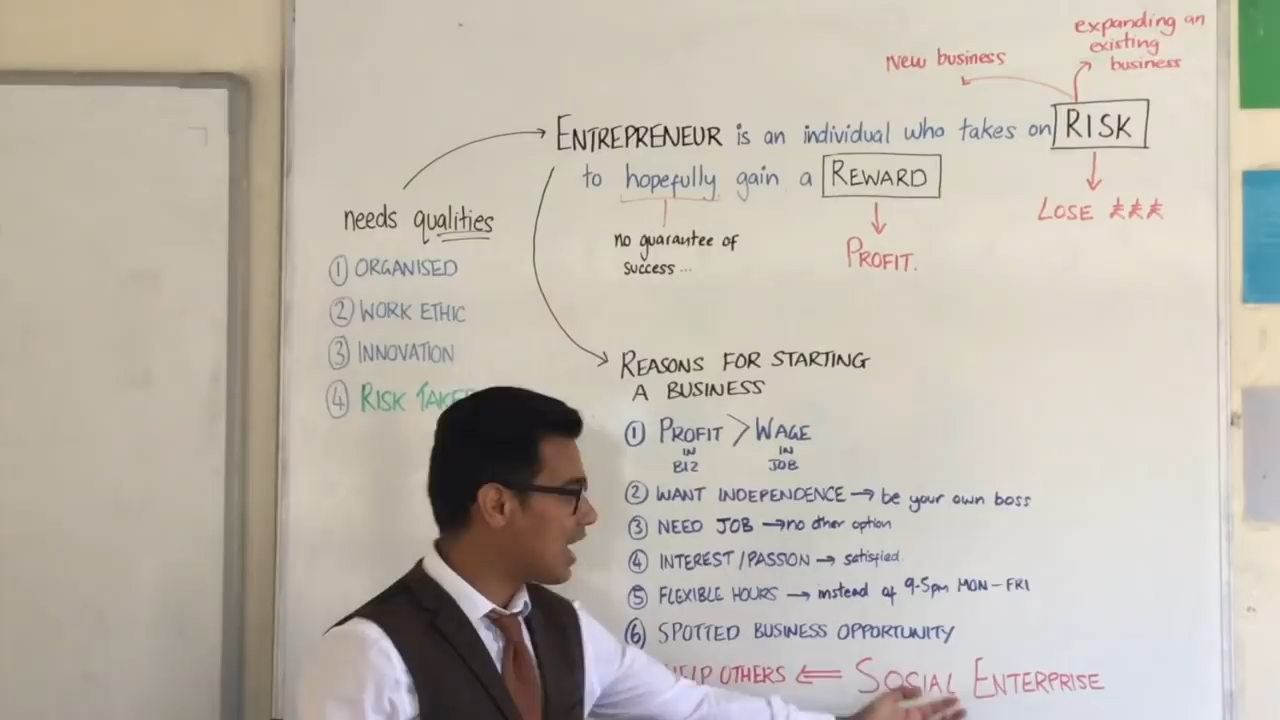 expanding an
existing
business
New business
ENTREPRENEUR is an individual who takes on RISK
to hopefully gain a REWARD
LOSE
no guarantee of
success...
PROFIT.
needs qualities
① ORGANISED
② WORK ETHIC
③ INNOVATION
④ RISK
REASONS FOR STARTING
A BUSINESS
① PROFIT > WAGE
IN IN
BIZ JOB
② WANT INDEPENDENCE → be your own boss
③ NEED JOB → no other option
④ INTEREST/PASSION → satisfied
⑤ FLEXIBLE HOURS → instead of 9-5pm MON-FRI
⑥ SPOTTED BUSINESS OPPORTUNITY
OTHERS ⇐ SOCIAL ENTERPRISE